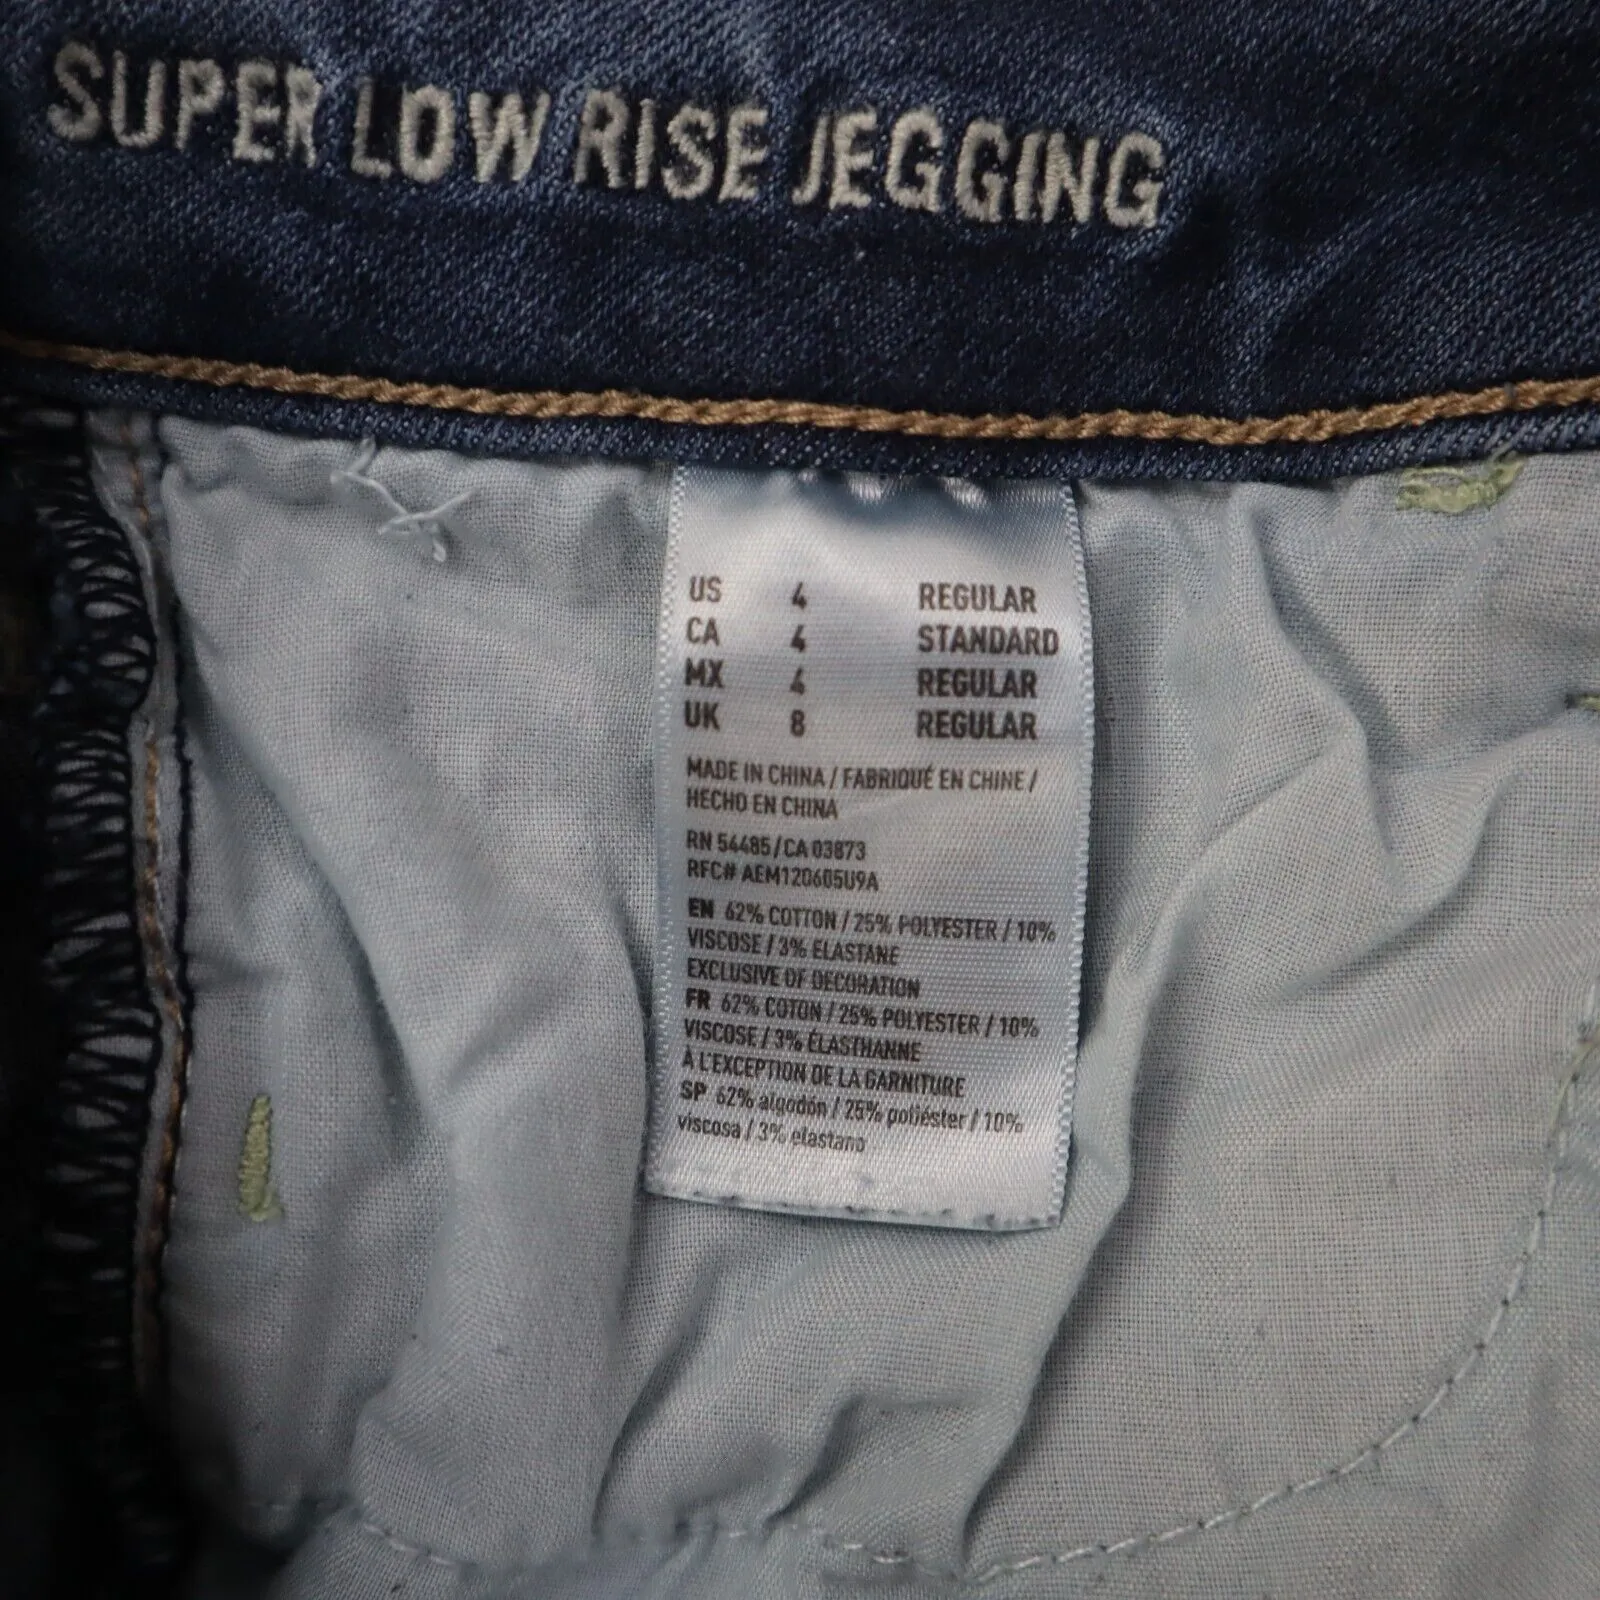 SUPER LOW RISE JEGGING
US 4 REGULAR
CA 4 STANDARD
MX 4 REGULAR
UK 8 REGULAR
MADE IN CHINA / FABRIQUÉ EN CHINE /
HECHO EN CHINA
RN 54485/CA 03873
RFC# AEM120605U9A
EN 62% COTTON / 25% POLYESTER / 10%
VISCOSE / 3% ELASTANE
EXCLUSIVE OF DECORATION
FR 62% COTON / 25% POLYESTER / 10%
VISCOSE / 3% ÉLASTHANNE
À L'EXCEPTION DE LA GARNITURE
SP 62% algodón / 25% poliéster / 10%
viscosa / 3% elastano